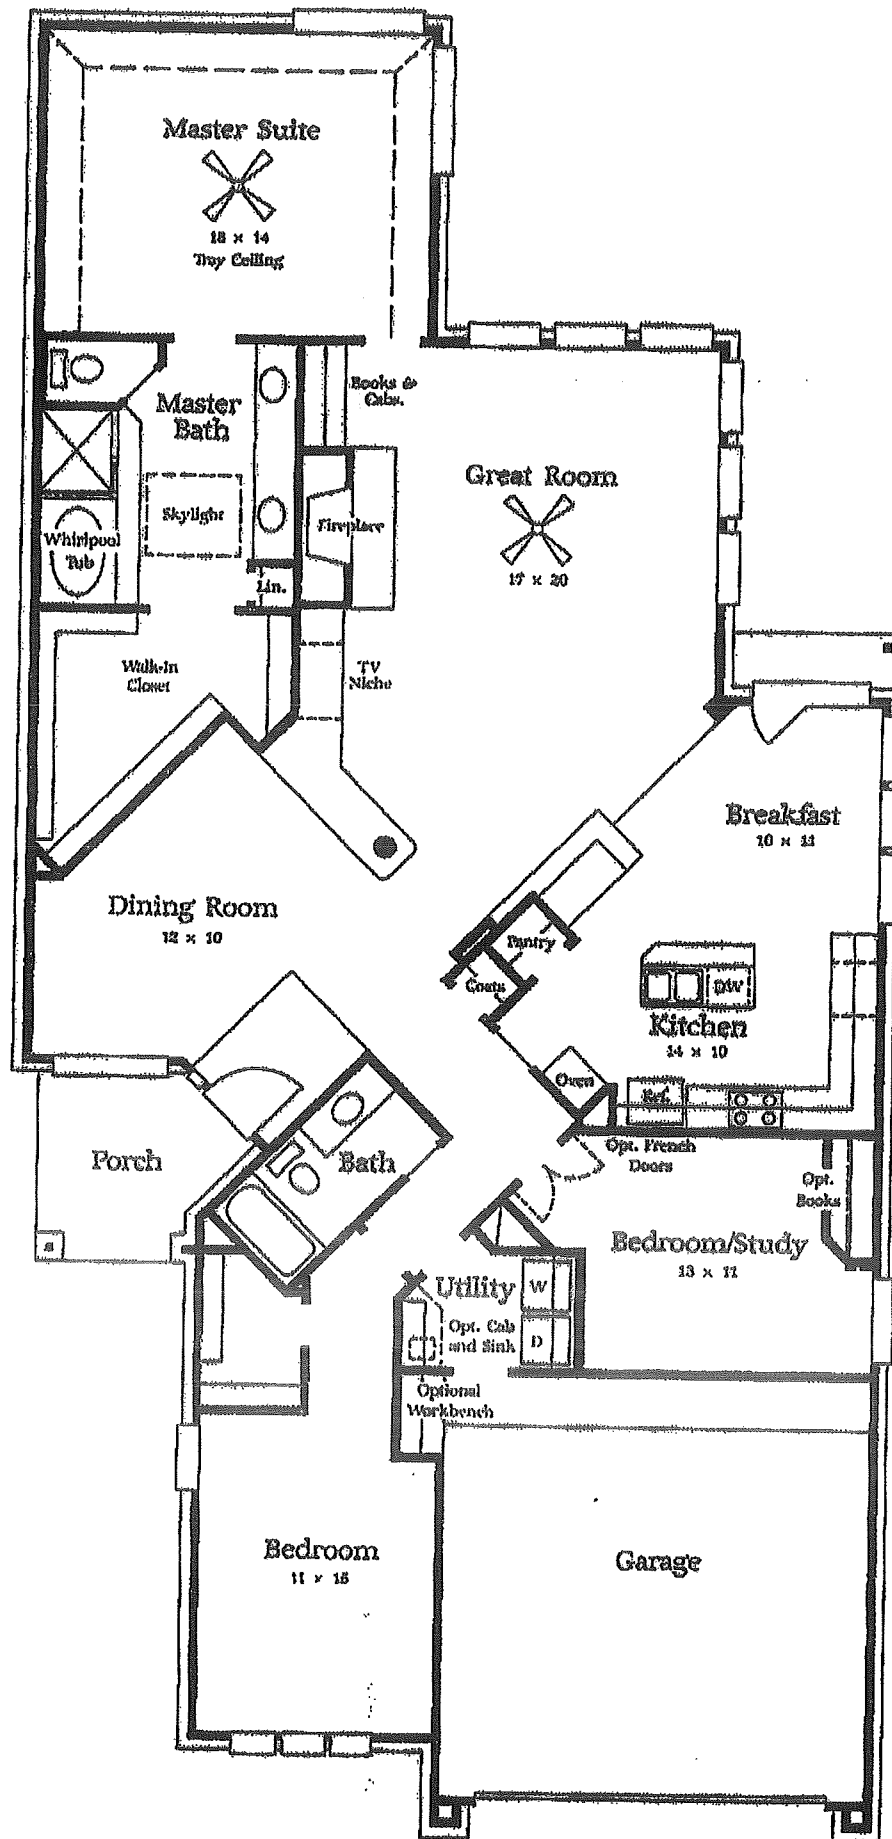 Master Suite
18 × 14
Tray Ceiling
Books &
Cabs.
Master
Bath
Great Room
17 × 20
Skylight
Fireplace
Whirlpool
Tub
Lin.
Walk-In
Closet
TV
Niche
Breakfast
10 × 11
Dining Room
12 × 10
Pantry
Coats
DW
Kitchen
14 × 10
Oven
Ref.
Porch
Bath
Opt. French
Doors
Opt.
Books
Bedroom/Study
13 × 11
Utility
W
Opt. Cab
and Sink
D
Optional
Workbench
Bedroom
11 × 15
Garage